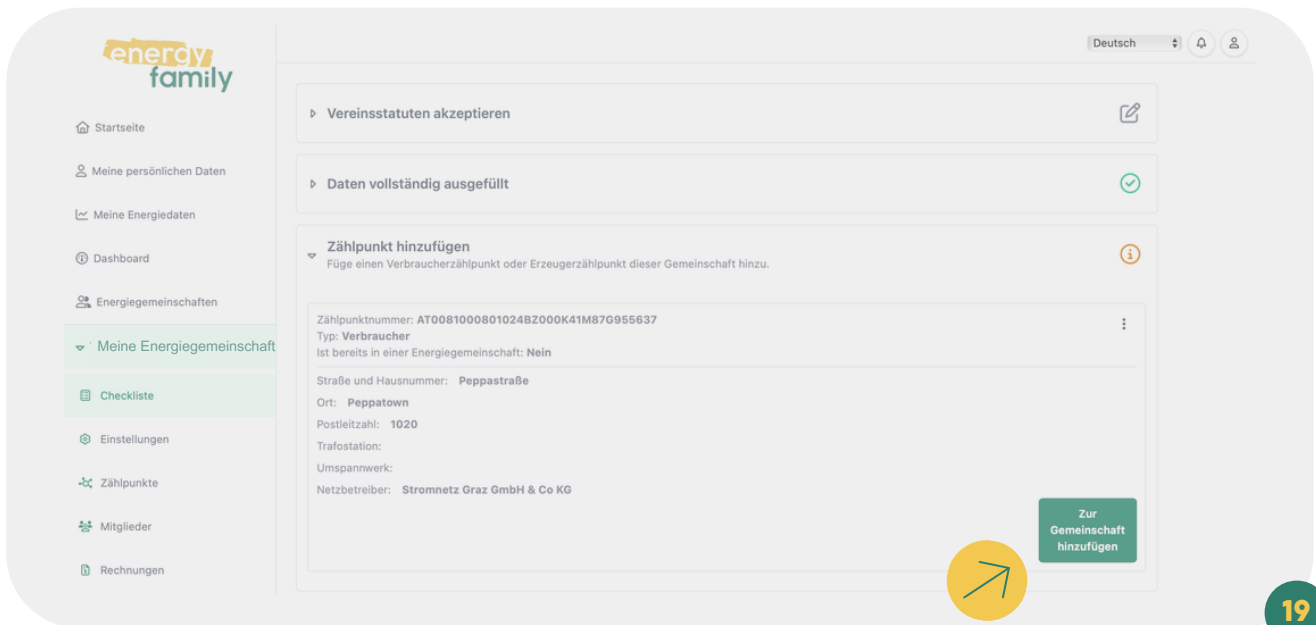 energy
family
Deutsch
Startseite
Meine persönlichen Daten
Meine Energiedaten
Dashboard
Energiegemeinschaften
Meine Energiegemeinschaft
Checkliste
Einstellungen
Zählpunkte
Mitglieder
Rechnungen
Vereinsstatuten akzeptieren
Daten vollständig ausgefüllt
Zählpunkt hinzufügen
Füge einen Verbraucherzählpunkt oder Erzeugerzählpunkt dieser Gemeinschaft hinzu.
Zählpunktnummer: AT0081000801024BZ000K41M87G955637
Typ: Verbraucher
Ist bereits in einer Energiegemeinschaft: Nein
Straße und Hausnummer: Peppastraße
Ort: Peppatown
Postleitzahl: 1020
Trafostation:
Umspannwerk:
Netzbetreiber: Stromnetz Graz GmbH & Co KG
Zur
Gemeinschaft
hinzufügen
19